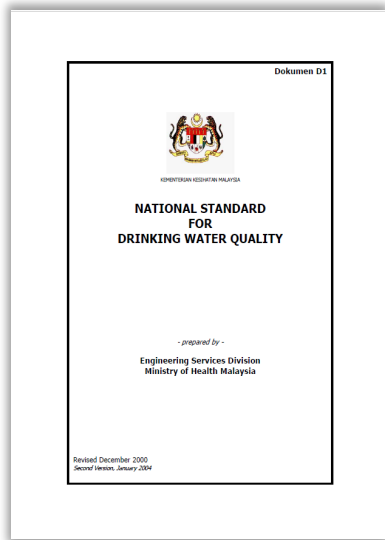 Dokumen D1
KEMENTERIAN KESIHATAN MALAYSIA
NATIONAL STANDARD
FOR
DRINKING WATER QUALITY
- prepared by -
Engineering Services Division
Ministry of Health Malaysia
Revised December 2000
Second Version, January 2004